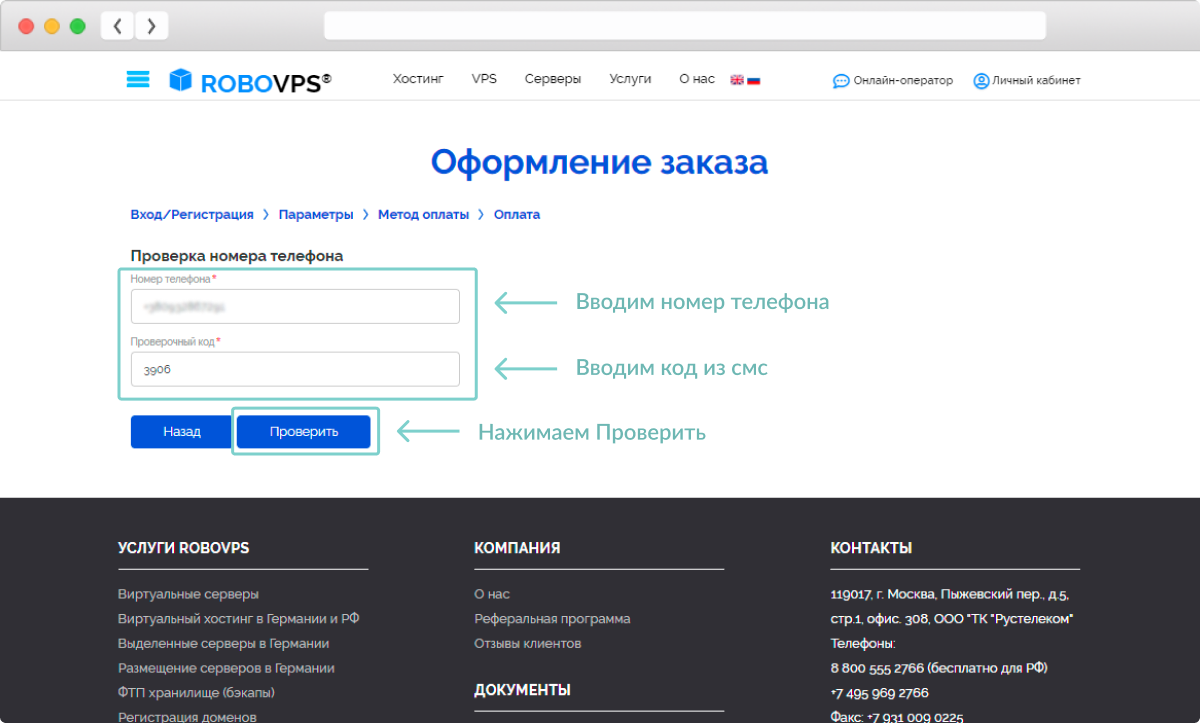 ROBOVPS® Хостинг VPS Серверы Услуги О нас Онлайн-оператор Личный кабинет
Оформление заказа
Вход/Регистрация > Параметры > Метод оплаты > Оплата
Проверка номера телефона
Номер телефона*
Вводим номер телефона
Проверочный код*
3906
Вводим код из смс
Назад Проверить
Нажимаем Проверить
УСЛУГИ ROBOVPS
Виртуальные серверы
Виртуальный хостинг в Германии и РФ
Выделенные серверы в Германии
Размещение серверов в Германии
ФТП хранилище (бэкапы)
Регистрация доменов
КОМПАНИЯ
О нас
Реферальная программа
Отзывы клиентов
ДОКУМЕНТЫ
КОНТАКТЫ
119017, г. Москва, Пыжевский пер., д.5,
стр.1, офис. 308, ООО "ТК "Рустелеком"
Телефоны:
8 800 555 2766 (бесплатно для РФ)
+7 495 969 2766
Факс: +7 931 009 0225